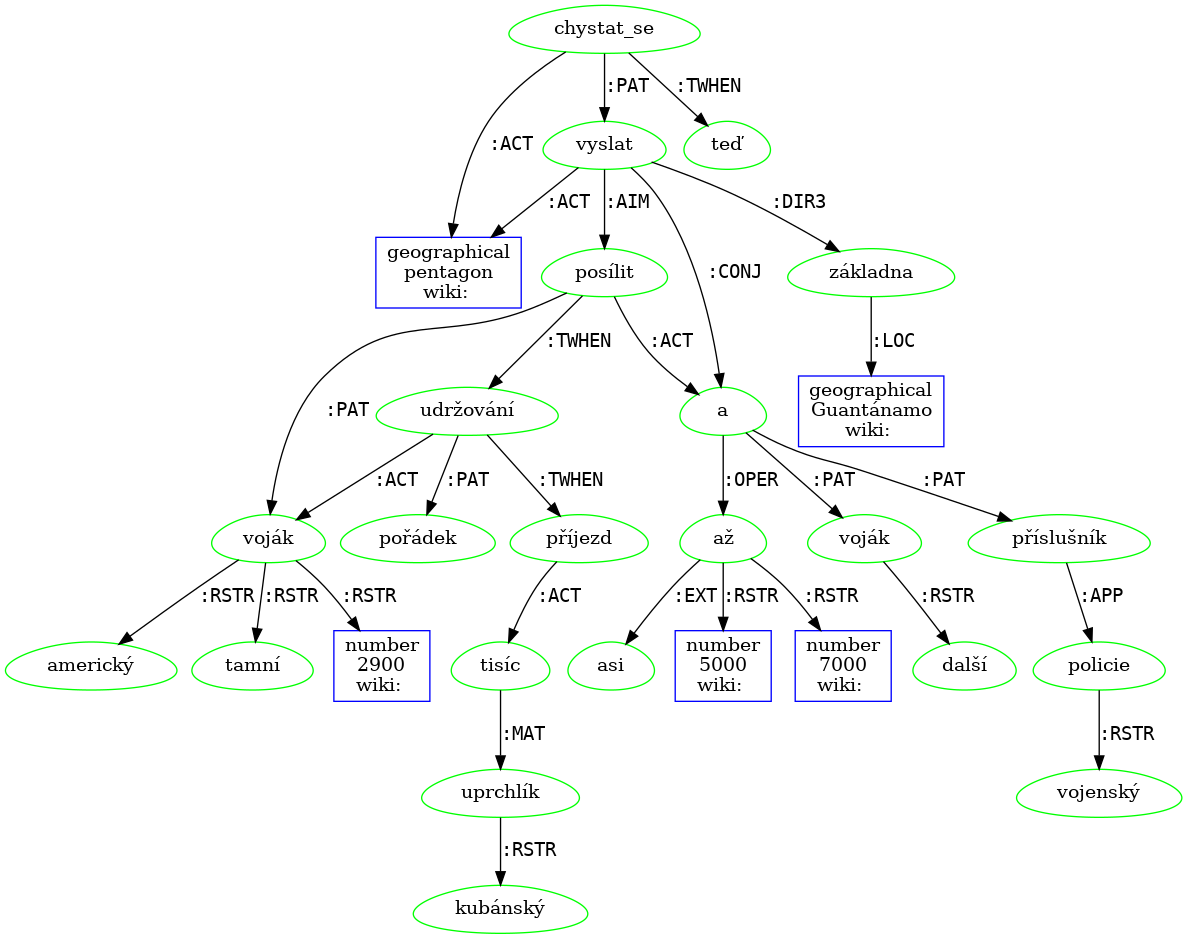 chystat_se
:PAT
:TWHEN
:ACT
vyslat
teď
:ACT
:AIM
:DIR3
geographical
pentagon
wiki:
posílit
:CONJ
základna
:TWHEN
:ACT
:LOC
:PAT
udržování
a
geographical
Guantánamo
wiki:
:ACT
:PAT
:TWHEN
:OPER
:PAT
:PAT
voják
pořádek
příjezd
až
voják
příslušník
:RSTR
:RSTR
:RSTR
:ACT
:EXT
:RSTR
:RSTR
:RSTR
:APP
americký
tamní
number
2900
wiki:
tisíc
asi
number
5000
wiki:
number
7000
wiki:
další
policie
:MAT
:RSTR
uprchlík
vojenský
:RSTR
kubánský